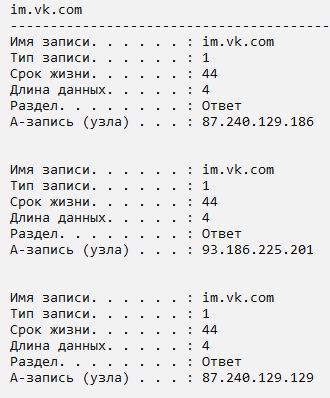 im.vk.com
----------------------------------------
Имя записи. . . . . . : im.vk.com
Тип записи. . . . . . : 1
Срок жизни. . . . . . : 44
Длина данных. . . . . : 4
Раздел. . . . . . . . : Ответ
А-запись (узла) . . . : 87.240.129.186
Имя записи. . . . . . : im.vk.com
Тип записи. . . . . . : 1
Срок жизни. . . . . . : 44
Длина данных. . . . . : 4
Раздел. . . . . . . . : Ответ
А-запись (узла) . . . : 93.186.225.201
Имя записи. . . . . . : im.vk.com
Тип записи. . . . . . : 1
Срок жизни. . . . . . : 44
Длина данных. . . . . : 4
Раздел. . . . . . . . : Ответ
А-запись (узла) . . . : 87.240.129.129